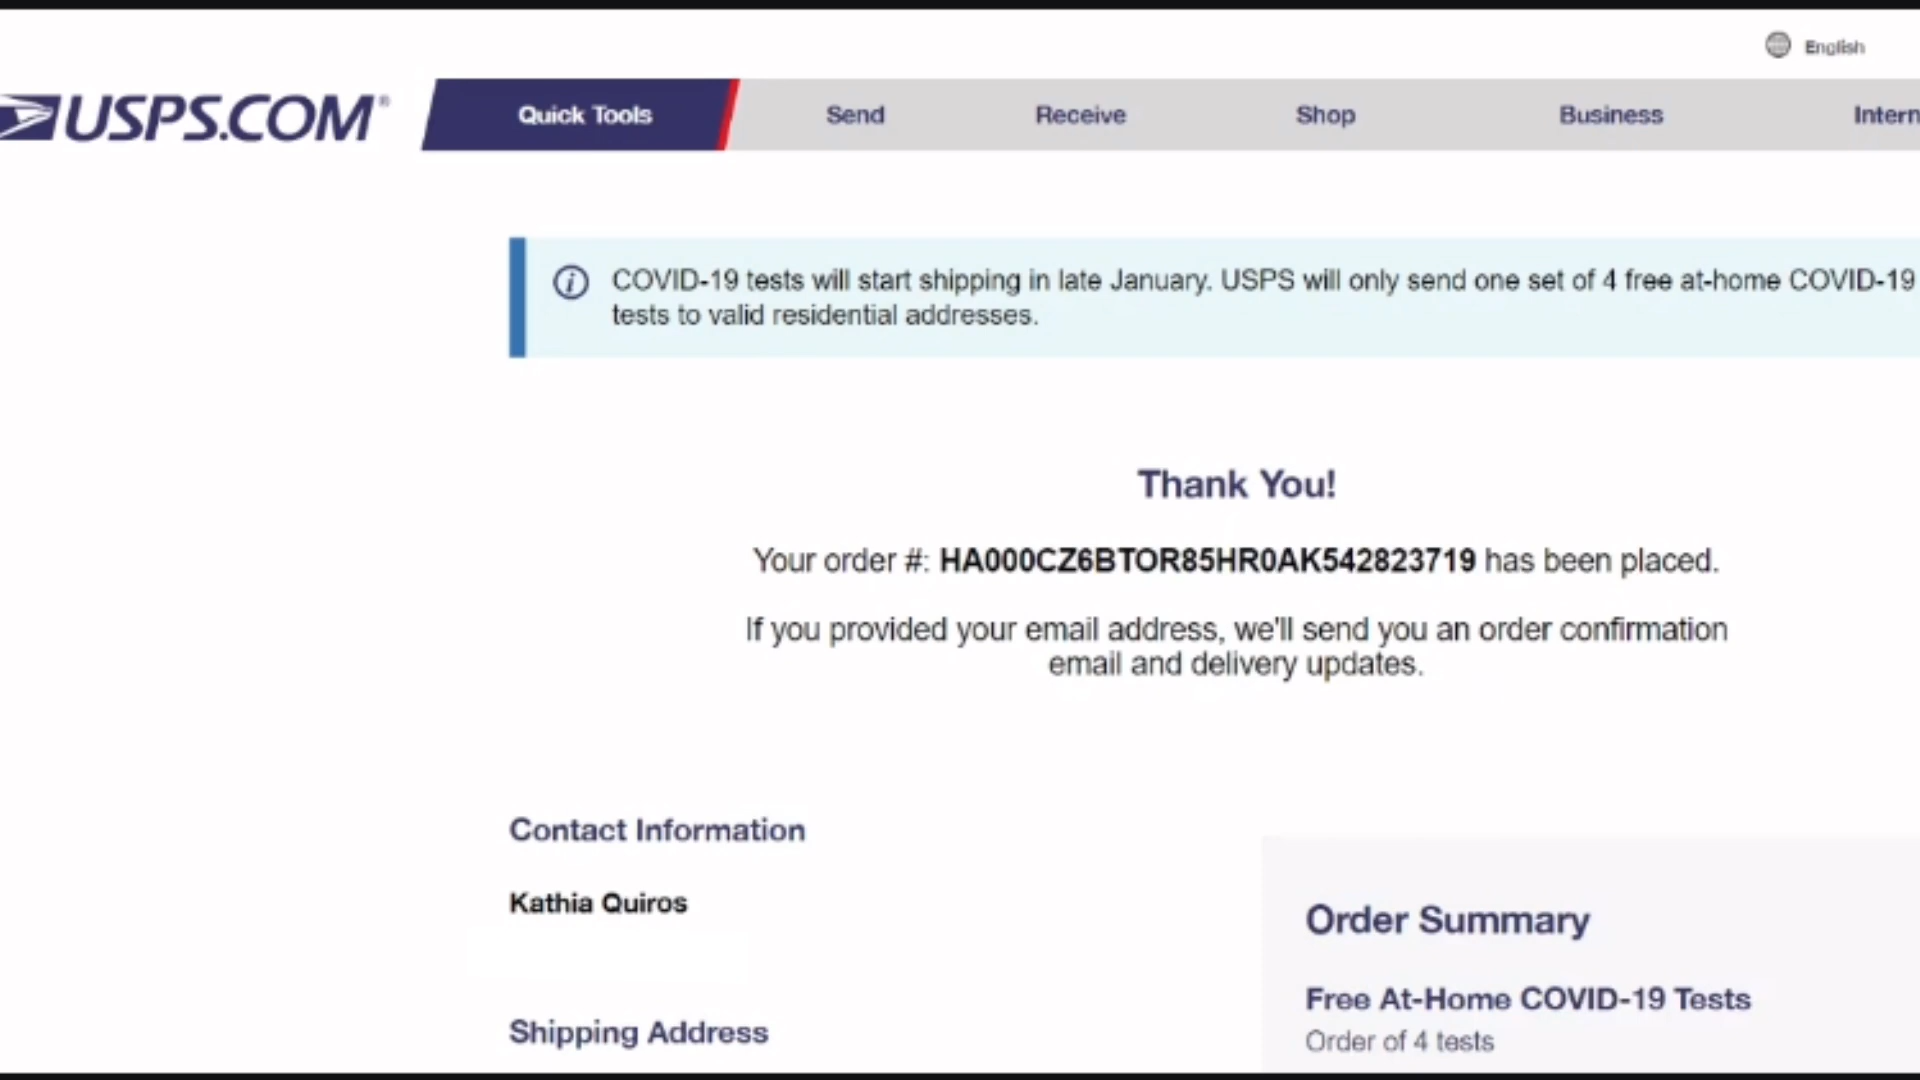 English
USPS.COM®
Quick Tools
Send
Receive
Shop
Business
Intern
COVID-19 tests will start shipping in late January. USPS will only send one set of 4 free at-home COVID-19
tests to valid residential addresses.
Thank You!
Your order #: HA000CZ6BTOR85HR0AK542823719 has been placed.
If you provided your email address, we'll send you an order confirmation
email and delivery updates.
Contact Information
Kathia Quiros
Shipping Address
Order Summary
Free At-Home COVID-19 Tests
Order of 4 tests